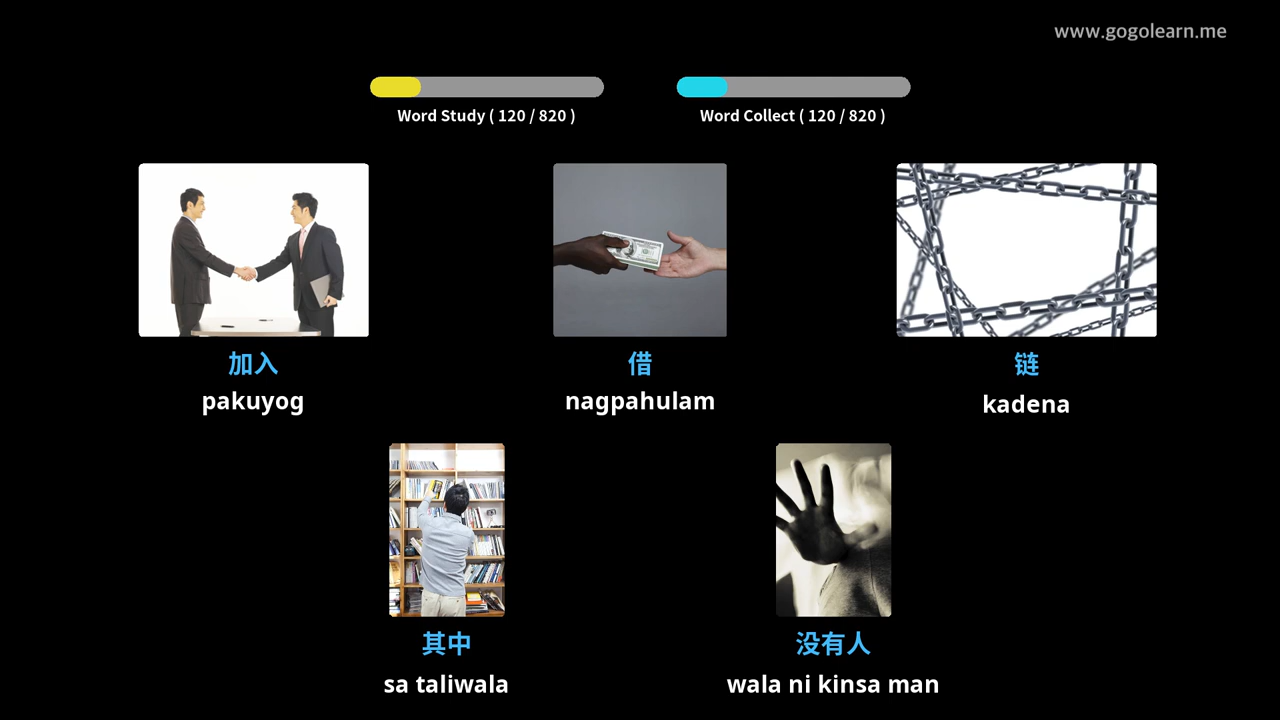 www.gogolearn.me
Word Study ( 120 / 820 )
Word Collect ( 120 / 820 )
加入
借
链
pakuyog
nagpahulam
kadena
其中
没有人
sa taliwala
wala ni kinsa man